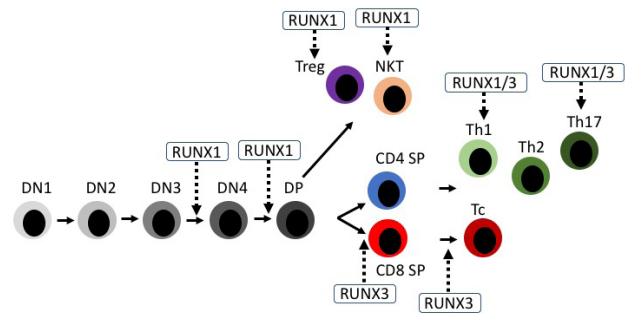 RUNX1
RUNX1
Treg
NKT
RUNX1/3
RUNX1/3
Th1
Th17
Th2
RUNX1
RUNX1
CD4 SP
DN1
DN2
DN3
DN4
DP
Tc
CD8 SP
RUNX3
RUNX3